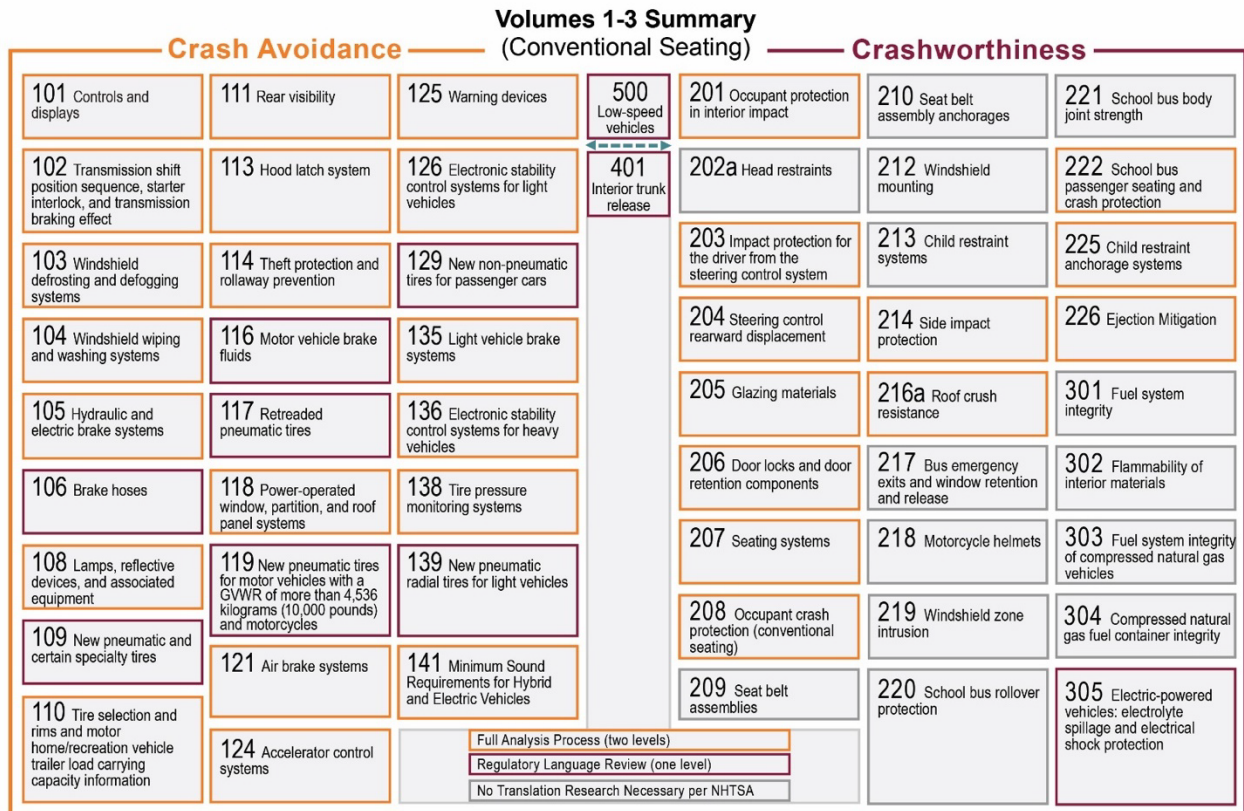 Volumes 1-3 Summary
(Conventional Seating)
Crash Avoidance
Crashworthiness
101 Controls and
displays
102 Transmission shift
position sequence, starter
interlock, and transmission
braking effect
103 Windshield
defrosting and defogging
systems
104 Windshield wiping
and washing systems
105 Hydraulic and
electric brake systems
106 Brake hoses
108 Lamps, reflective
devices, and associated
equipment
109 New pneumatic and
certain specialty tires
110 Tire selection and
rims and motor
home/recreation vehicle
trailer load carrying
capacity information
111 Rear visibility
113 Hood latch system
114 Theft protection and
rollaway prevention
116 Motor vehicle brake
fluids
117 Retreaded
pneumatic tires
118 Power-operated
window, partition, and roof
panel systems
119 New pneumatic tires
for motor vehicles with a
GVWR of more than 4,536
kilograms (10,000 pounds)
and motorcycles
121 Air brake systems
124 Accelerator control
systems
125 Warning devices
126 Electronic stability
control systems for light
vehicles
129 New non-pneumatic
tires for passenger cars
135 Light vehicle brake
systems
136 Electronic stability
control systems for heavy
vehicles
138 Tire pressure
monitoring systems
139 New pneumatic
radial tires for light vehicles
141 Minimum Sound
Requirements for Hybrid
and Electric Vehicles
500
Low-speed
vehicles
401
Interior trunk
release
201 Occupant protection
in interior impact
202a Head restraints
203 Impact protection for
the driver from the
steering control system
204 Steering control
rearward displacement
205 Glazing materials
206 Door locks and door
retention components
207 Seating systems
208 Occupant crash
protection (conventional
seating)
209 Seat belt
assemblies
210 Seat belt
assembly anchorages
212 Windshield
mounting
213 Child restraint
systems
214 Side impact
protection
216a Roof crush
resistance
217 Bus emergency
exits and window retention
and release
218 Motorcycle helmets
219 Windshield zone
intrusion
220 School bus rollover
protection
221 School bus body
joint strength
222 School bus
passenger seating and
crash protection
225 Child restraint
anchorage systems
226 Ejection Mitigation
301 Fuel system
integrity
302 Flammability of
interior materials
303 Fuel system integrity
of compressed natural gas
vehicles
304 Compressed natural
gas fuel container integrity
305 Electric-powered
vehicles: electrolyte
spillage and electrical
shock protection
Full Analysis Process (two levels)
Regulatory Language Review (one level)
No Translation Research Necessary per NHTSA